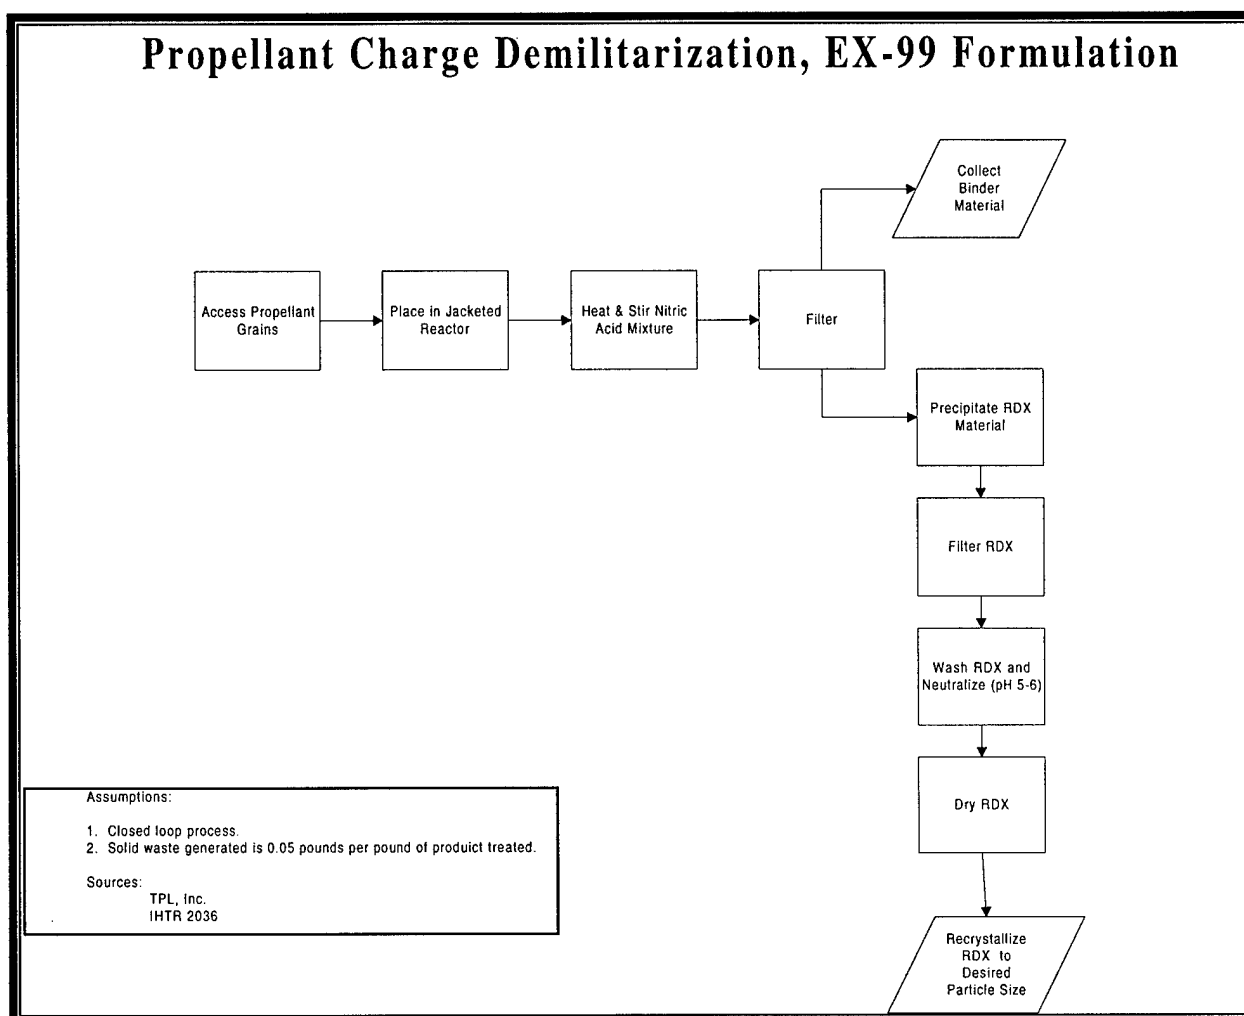 Propellant Charge Demilitarization, EX-99 Formulation
Collect
Binder
Material
Access Propellant
Grains
Place in Jacketed
Reactor
Heat & Stir Nitric
Acid Mixture
Filter
Precipitate RDX
Material
Filter RDX
Wash RDX and
Neutralize (pH 5-6)
Dry RDX
Recrystallize
RDX to
Desired
Particle Size
Assumptions:
1. Closed loop process.
2. Solid waste generated is 0.05 pounds per pound of produict treated.
Sources:
TPL, Inc.
IHTR 2036